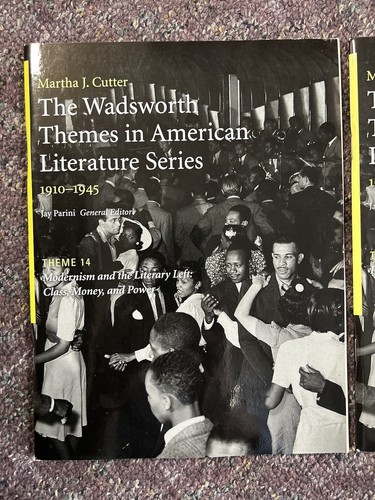 Martha J. Cutter
The Wadsworth
Themes in American
Literature Series
1910–1945
Jay Parini General Editor
THEME 14
Modernism and the Literary Left:
Class, Money, and Power